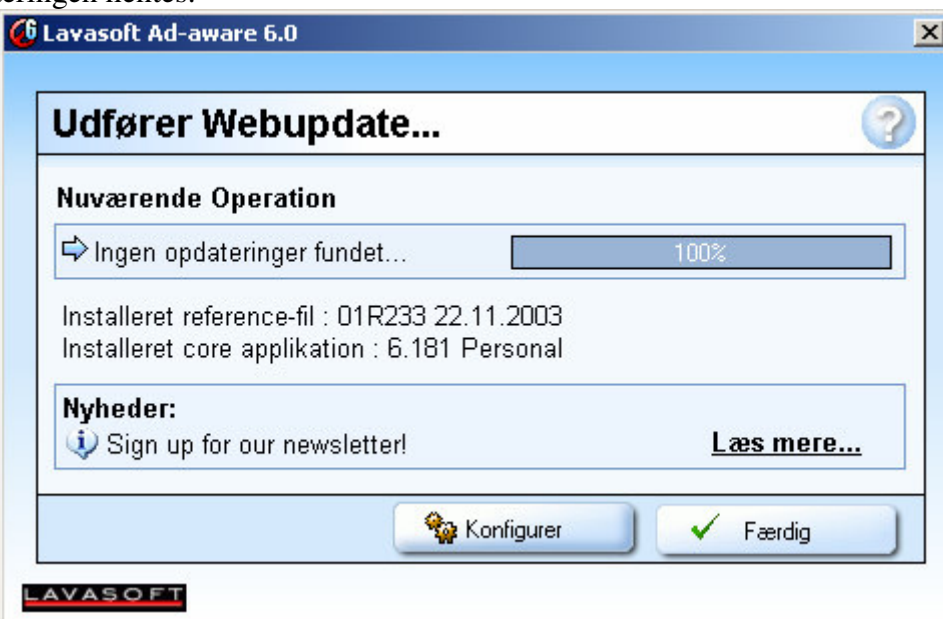 hentes.
Lavasoft Ad-aware 6.0
Udfører Webupdate...
Nuværende Operation
Ingen opdateringer fundet... 100%
Installeret reference-fil : 01R233 22.11.2003
Installeret core applikation : 6.181 Personal
Nyheder:
Sign up for our newsletter! Læs mere...
Konfigurer Færdig
LAVASOFT